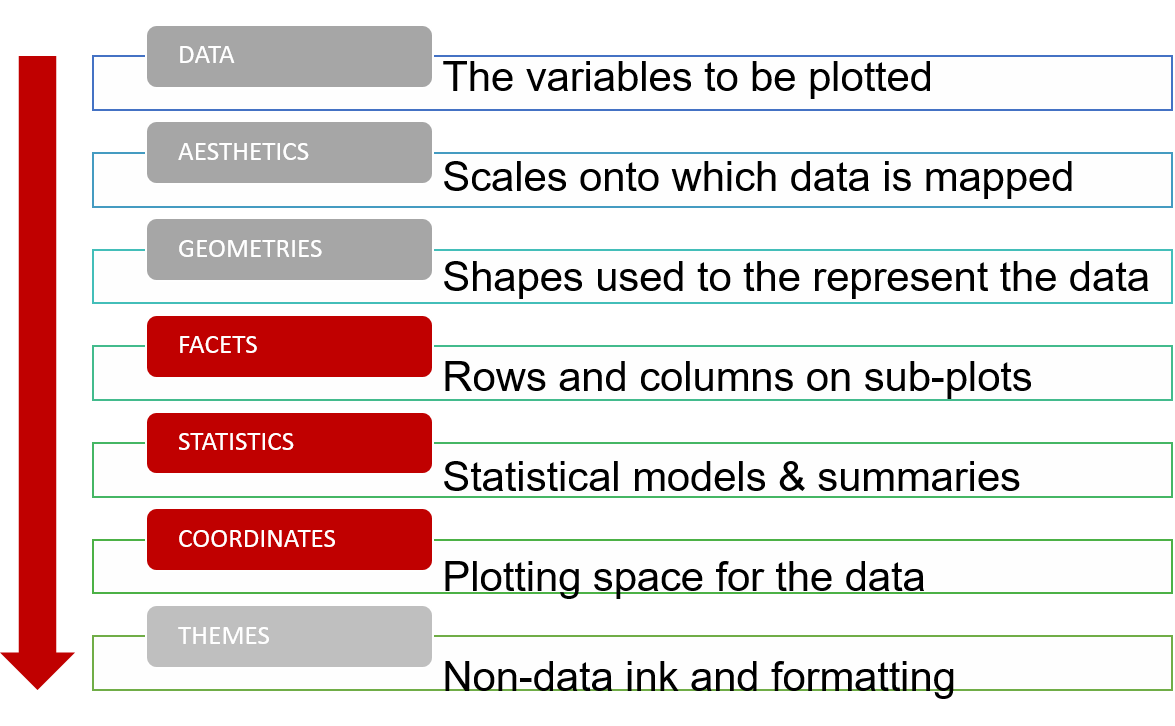 DATA
The variables to be plotted
AESTHETICS
Scales onto which data is mapped
GEOMETRIES
Shapes used to the represent the data
FACETS
Rows and columns on sub-plots
STATISTICS
Statistical models & summaries
COORDINATES
Plotting space for the data
THEMES
Non-data ink and formatting